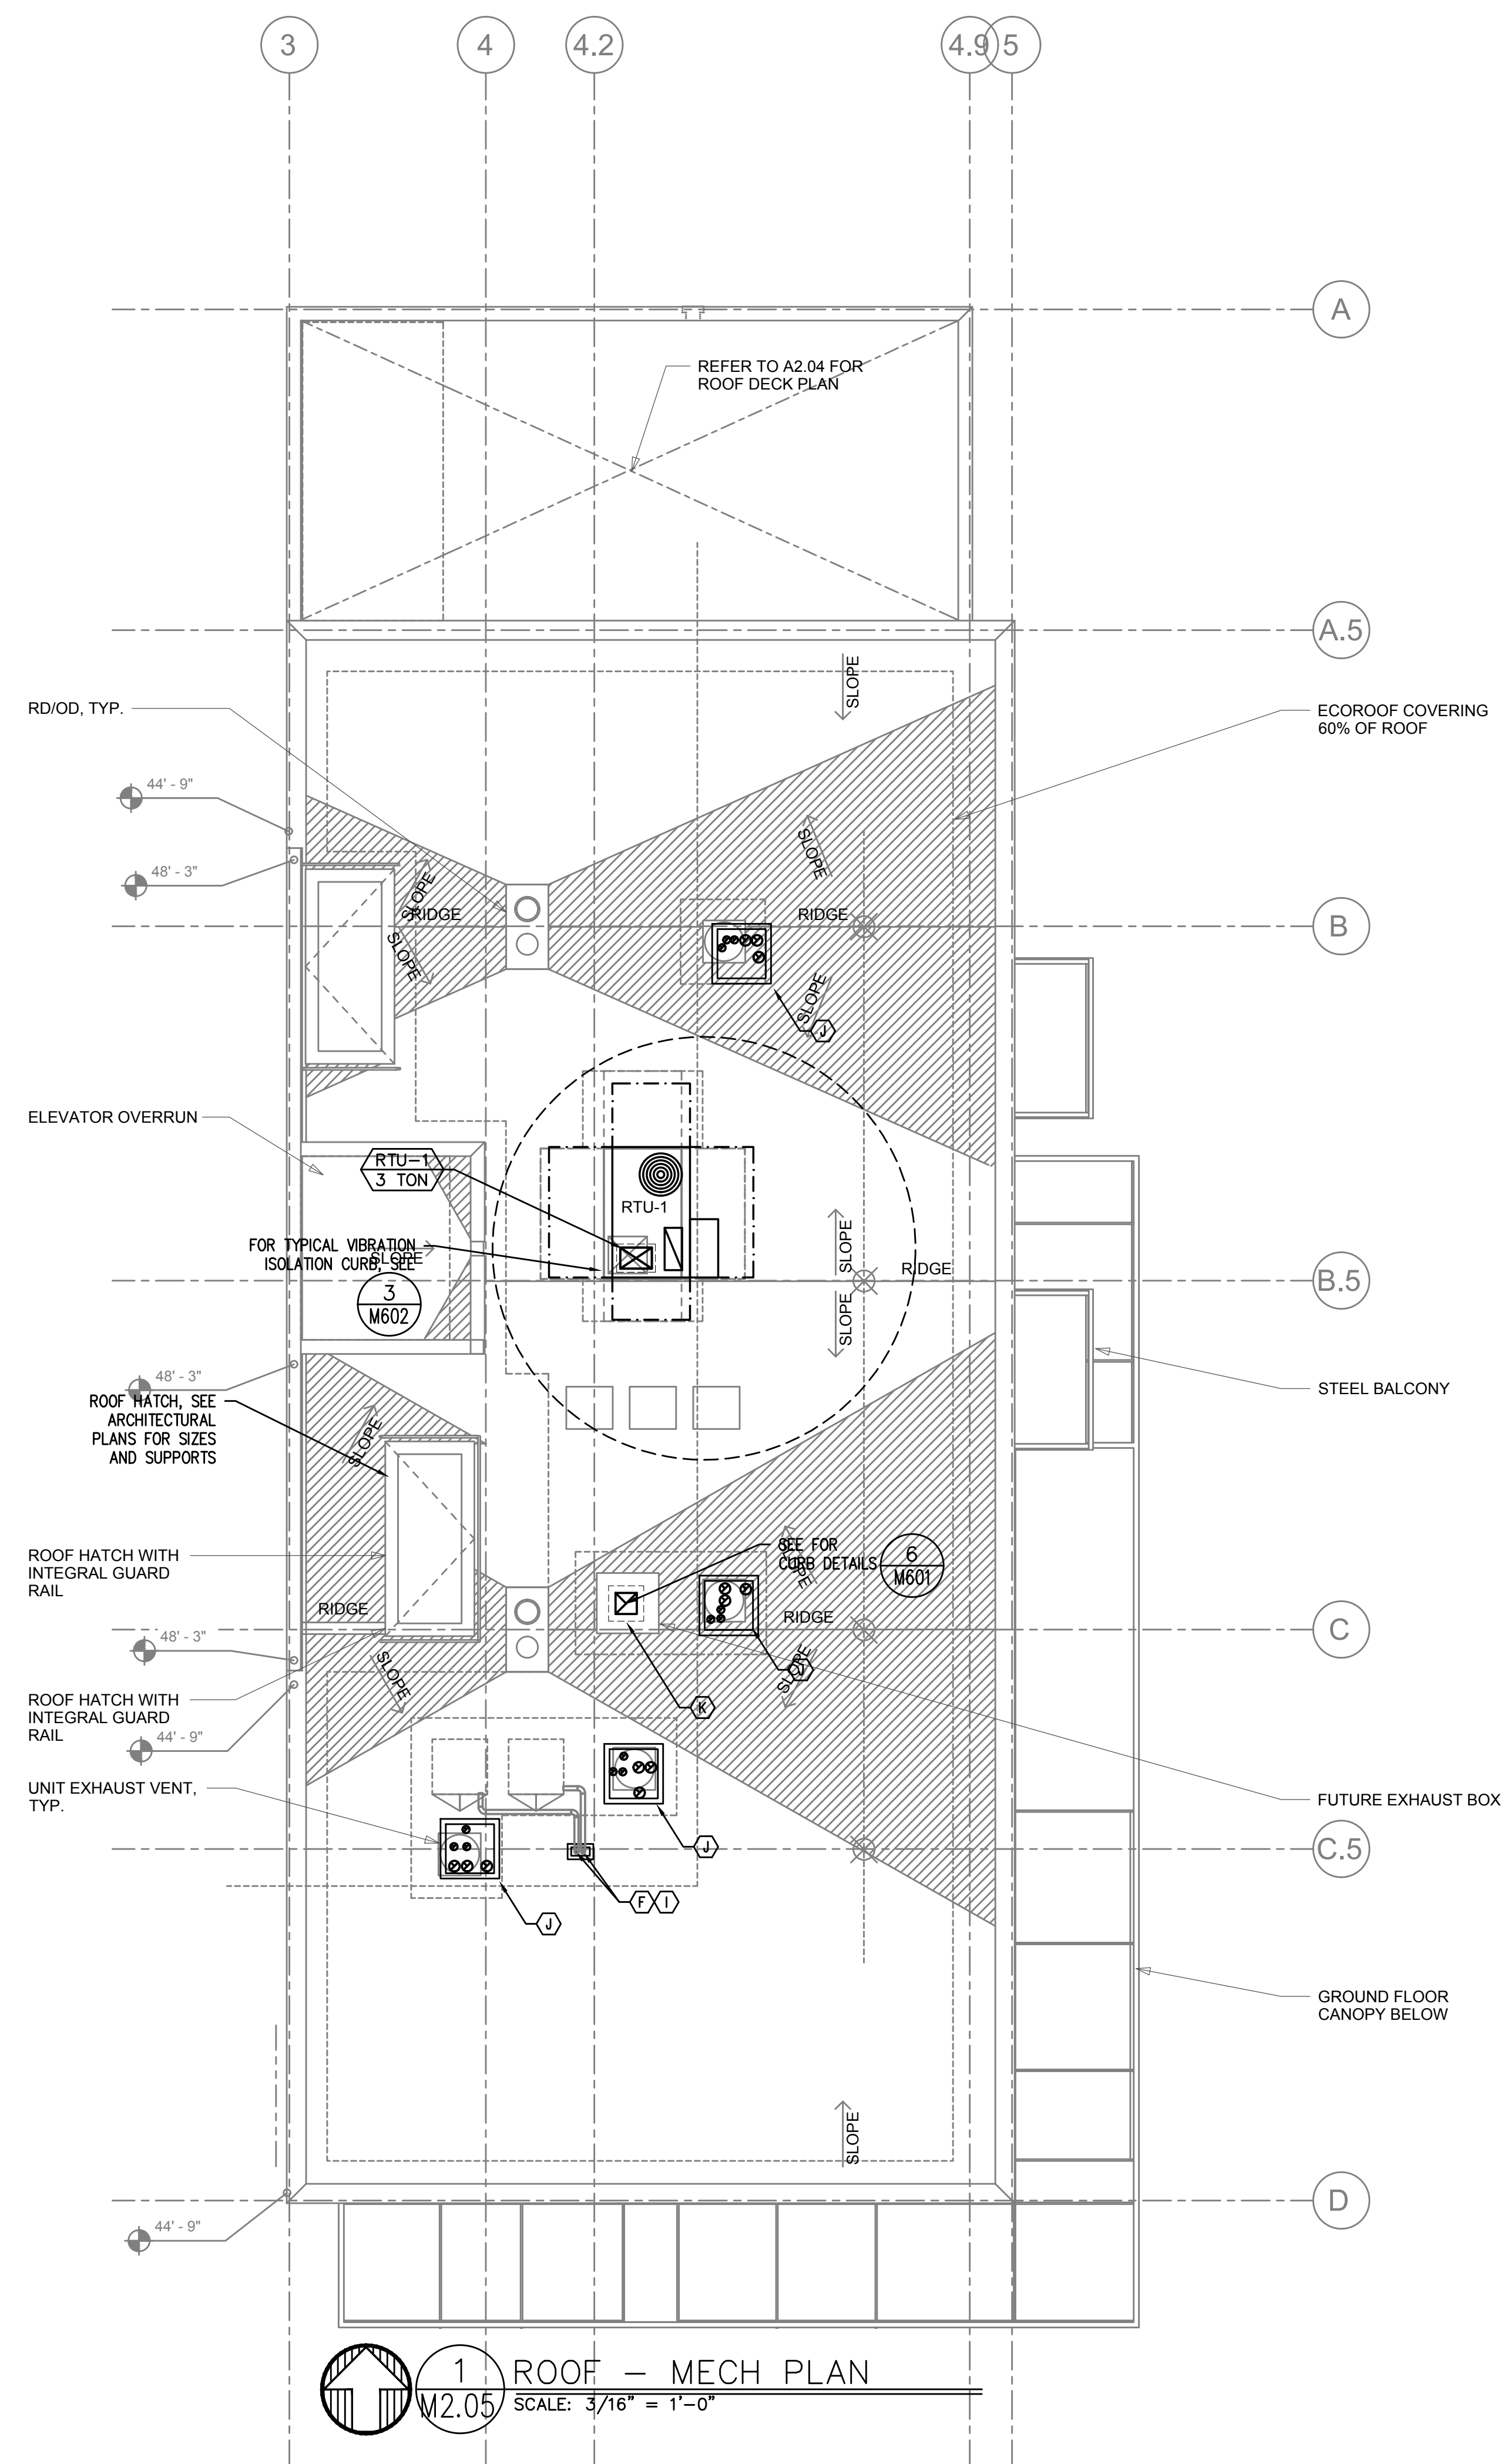 3
4
4.2
4.9
5
A
REFER TO A2.04 FOR
ROOF DECK PLAN
A.5
SLOPE
RD/OD, TYP.
ECOROOF COVERING
60% OF ROOF
44' - 9"
SLOPE
48' - 3"
SLOPE
RIDGE
RIDGE
B
SLOPE
SLOPE
J
ELEVATOR OVERRUN
RTU-1
3 TON
RTU-1
FOR TYPICAL VIBRATION
ISOLATION CURB, SEE
SLOPE
SLOPE
RIDGE
B.5
3
M602
SLOPE
48' - 3"
STEEL BALCONY
ROOF HATCH, SEE
ARCHITECTURAL
PLANS FOR SIZES
AND SUPPORTS
SLOPE
SEE FOR
CURB DETAILS
6
M601
SLOPE
ROOF HATCH WITH
INTEGRAL GUARD
RAIL
RIDGE
RIDGE
C
48' - 3"
SLOPE
SLOPE
J
ROOF HATCH WITH
INTEGRAL GUARD
RAIL
K
44' - 9"
UNIT EXHAUST VENT,
TYP.
FUTURE EXHAUST BOX
J
C.5
F
I
J
GROUND FLOOR
CANOPY BELOW
SLOPE
D
44' - 9"
1
M2.05
ROOF - MECH PLAN
SCALE: 3/16" = 1'-0"